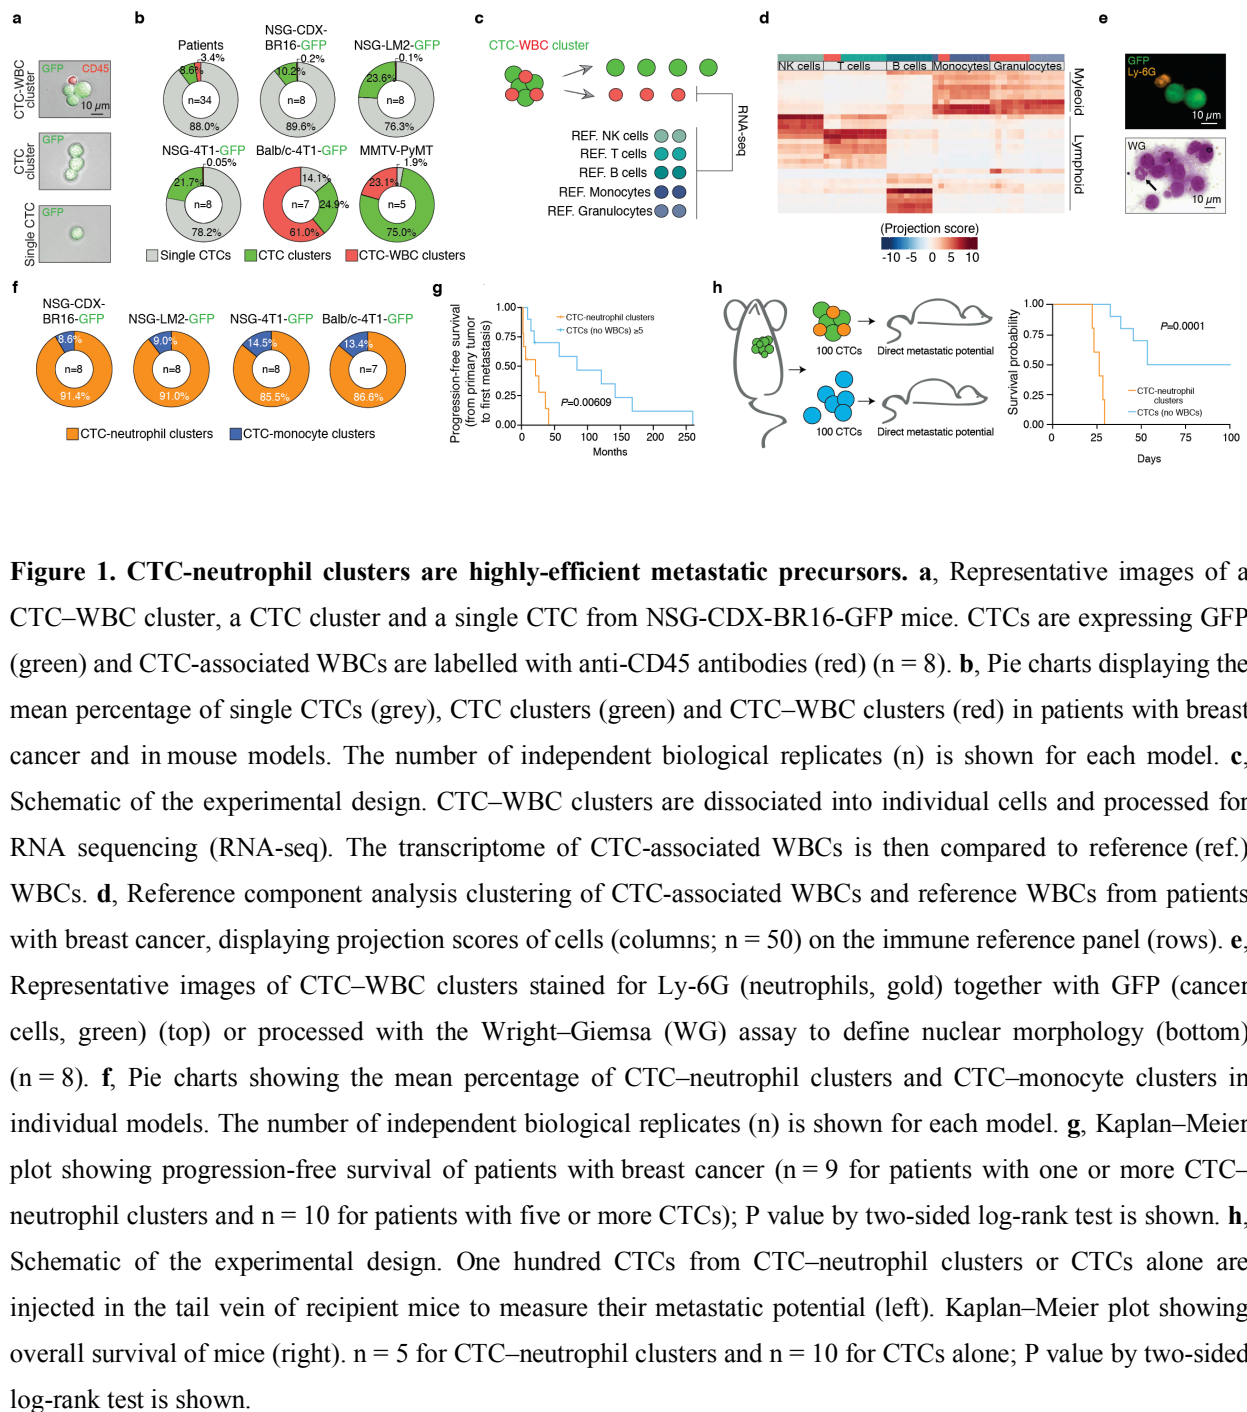 a
GFP
CD45
10 µm
CTC-WBC
cluster
GFP
CTC
cluster
GFP
Single CTC
b
Patients
3.4%
8.6%
n=34
88.0%
NSG-CDX-
BR16-GFP
0.2%
10.2%
n=8
89.6%
NSG-LM2-GFP
0.1%
23.6%
n=8
76.3%
NSG-4T1-GFP
0.05%
21.7%
n=8
78.2%
Balb/c-4T1-GFP
14.1%
24.9%
n=7
61.0%
MMTV-PyMT
1.9%
23.1%
n=5
75.0%
Single CTCs
CTC clusters
CTC-WBC clusters
c
CTC-WBC cluster
REF. NK cells
REF. T cells
REF. B cells
REF. Monocytes
REF. Granulocytes
RNA-seq
d
NK cells
T cells
B cells
Monocytes
Granulocytes
Myeloid
Lymphoid
(Projection score)
-10 -5 0 5 10
e
GFP
Ly-6G
10 µm
WG
10 µm
f
NSG-CDX-
BR16-GFP
8.6%
n=8
91.4%
NSG-LM2-GFP
9.0%
n=8
91.0%
NSG-4T1-GFP
14.5%
n=8
85.5%
Balb/c-4T1-GFP
13.4%
n=7
86.6%
CTC-neutrophil clusters
CTC-monocyte clusters
g
Progression-free survival
(from primary tumor
to first metastasis)
1.00
0.75
0.50
0.25
0.00
CTC-neutrophil clusters
CTCs (no WBCs) ≥5
P=0.00609
0 50 100 150 200 250
Months
h
100 CTCs
Direct metastatic potential
100 CTCs
Direct metastatic potential
Survival probability
1.00
0.75
0.50
0.25
0.00
P=0.0001
CTC-neutrophil
clusters
CTCs (no WBCs)
0 25 50 75 100
Days
Figure 1. CTC-neutrophil clusters are highly-efficient metastatic precursors. a, Representative images of a
CTC–WBC cluster, a CTC cluster and a single CTC from NSG-CDX-BR16-GFP mice. CTCs are expressing GFP
(green) and CTC-associated WBCs are labelled with anti-CD45 antibodies (red) (n = 8). b, Pie charts displaying the
mean percentage of single CTCs (grey), CTC clusters (green) and CTC–WBC clusters (red) in patients with breast
cancer and in mouse models. The number of independent biological replicates (n) is shown for each model. c,
Schematic of the experimental design. CTC–WBC clusters are dissociated into individual cells and processed for
RNA sequencing (RNA-seq). The transcriptome of CTC-associated WBCs is then compared to reference (ref.)
WBCs. d, Reference component analysis clustering of CTC-associated WBCs and reference WBCs from patients
with breast cancer, displaying projection scores of cells (columns; n = 50) on the immune reference panel (rows). e,
Representative images of CTC–WBC clusters stained for Ly-6G (neutrophils, gold) together with GFP (cancer
cells, green) (top) or processed with the Wright–Giemsa (WG) assay to define nuclear morphology (bottom)
(n = 8). f, Pie charts showing the mean percentage of CTC–neutrophil clusters and CTC–monocyte clusters in
individual models. The number of independent biological replicates (n) is shown for each model. g, Kaplan–Meier
plot showing progression-free survival of patients with breast cancer (n = 9 for patients with one or more CTC–
neutrophil clusters and n = 10 for patients with five or more CTCs); P value by two-sided log-rank test is shown. h,
Schematic of the experimental design. One hundred CTCs from CTC–neutrophil clusters or CTCs alone are
injected in the tail vein of recipient mice to measure their metastatic potential (left). Kaplan–Meier plot showing
overall survival of mice (right). n = 5 for CTC–neutrophil clusters and n = 10 for CTCs alone; P value by two-sided
log-rank test is shown.